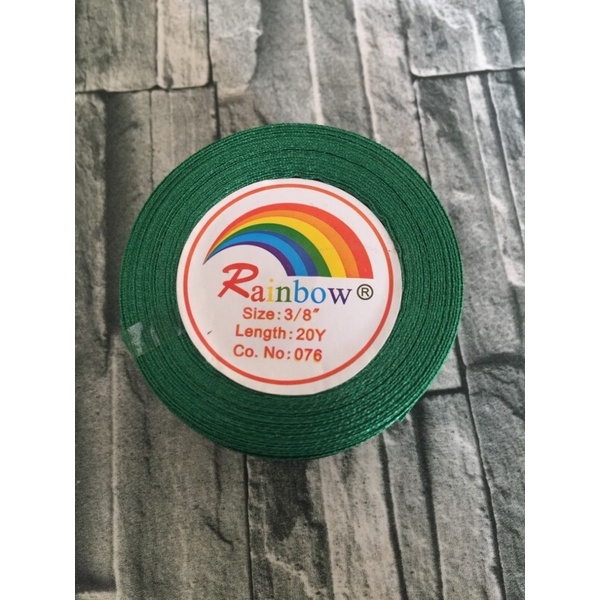 Rainbow®
Size:3/8″
Length:20Y
Co. No:076